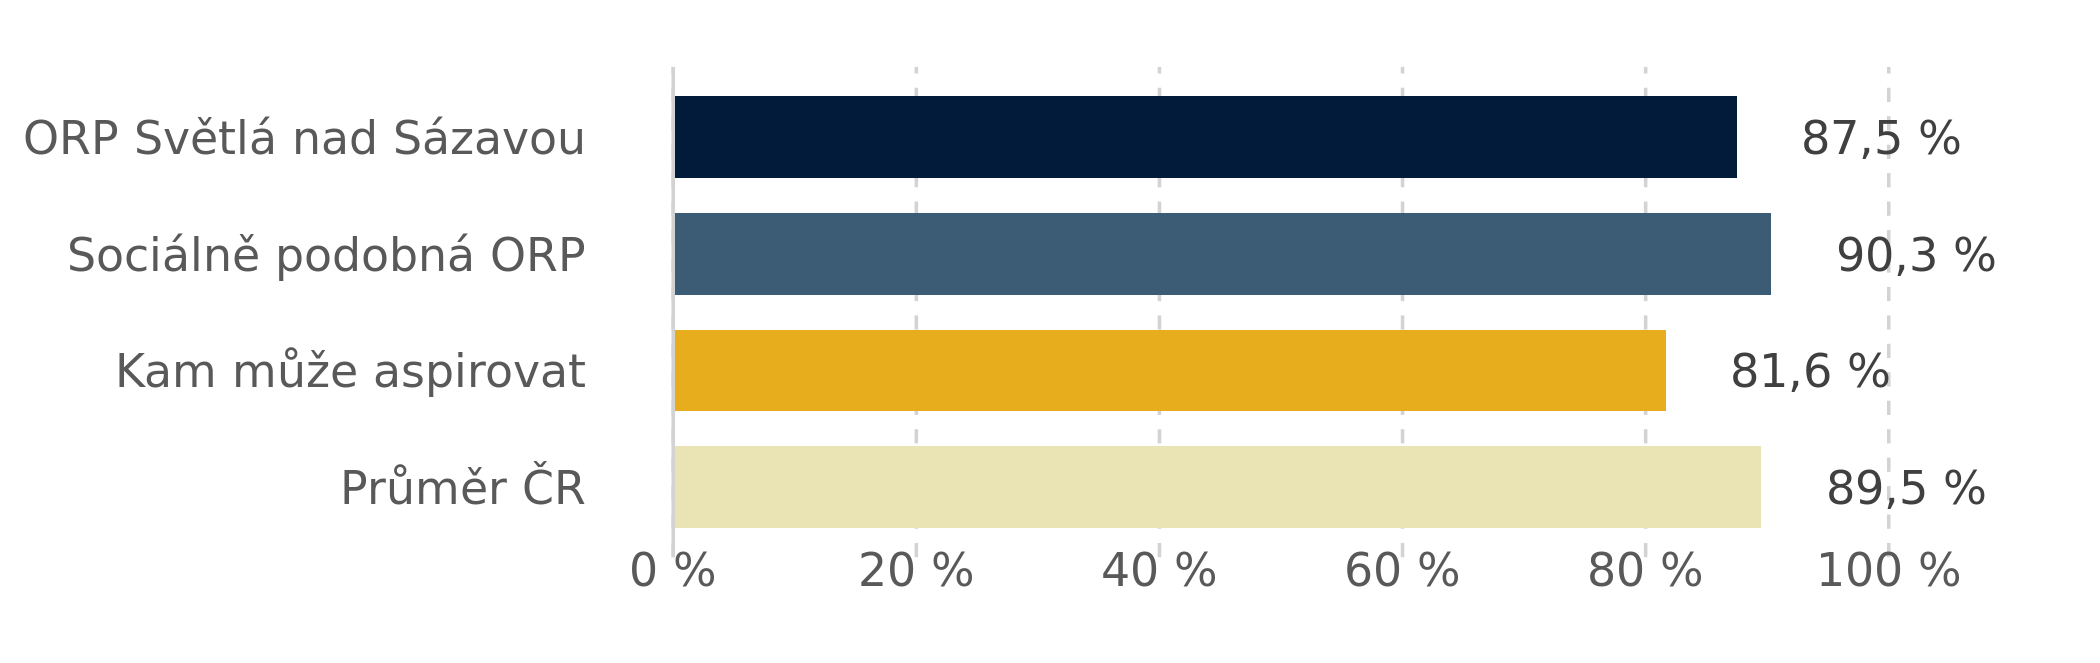 ORP Světlá nad Sázavou 87,5 %
Sociálně podobná ORP 90,3 %
Kam může aspirovat 81,6 %
Průměr ČR 89,5 %
0 % 20 % 40 % 60 % 80 % 100 %